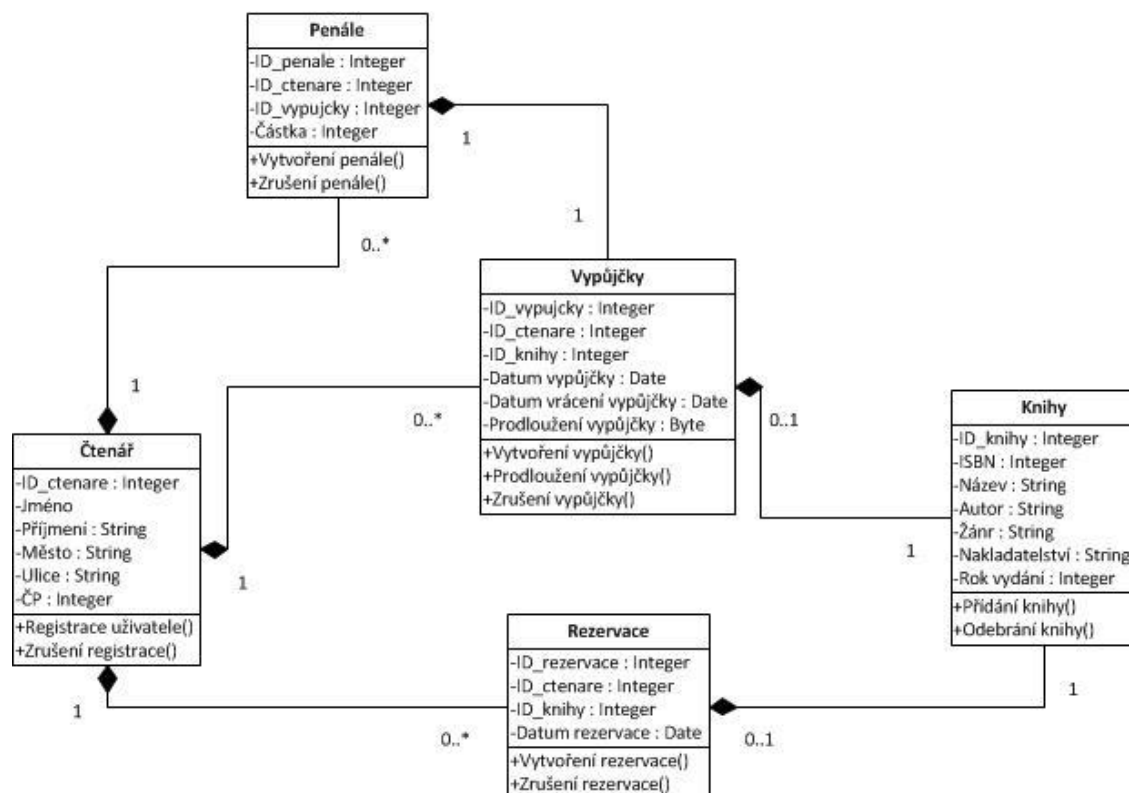 Penále
-ID_penale : Integer
-ID_ctenare : Integer
-ID_vypujcky : Integer
-Částka : Integer
+Vytvoření penále()
+Zrušení penále()
1
1
0..*
1
Vypůjčky
-ID_vypujcky : Integer
-ID_ctenare : Integer
-ID_knihy : Integer
-Datum vypůjčky : Date
-Datum vrácení vypůjčky : Date
-Prodloužení vypůjčky : Byte
+Vytvoření vypůjčky()
+Prodloužení vypůjčky()
+Zrušení vypůjčky()
0..*
0..1
Čtenář
-ID_ctenare : Integer
-Jméno
-Příjmení : String
-Město : String
-Ulice : String
-ČP : Integer
+Registrace uživatele()
+Zrušení registrace()
1
1
Knihy
-ID_knihy : Integer
-ISBN : Integer
-Název : String
-Autor : String
-Žánr : String
-Nakladatelství : String
-Rok vydání : Integer
+Přidání knihy()
+Odebrání knihy()
1
1
Rezervace
-ID_rezervace : Integer
-ID_ctenare : Integer
-ID_knihy : Integer
-Datum rezervace : Date
+Vytvoření rezervace()
+Zrušení rezervace()
0..*
0..1